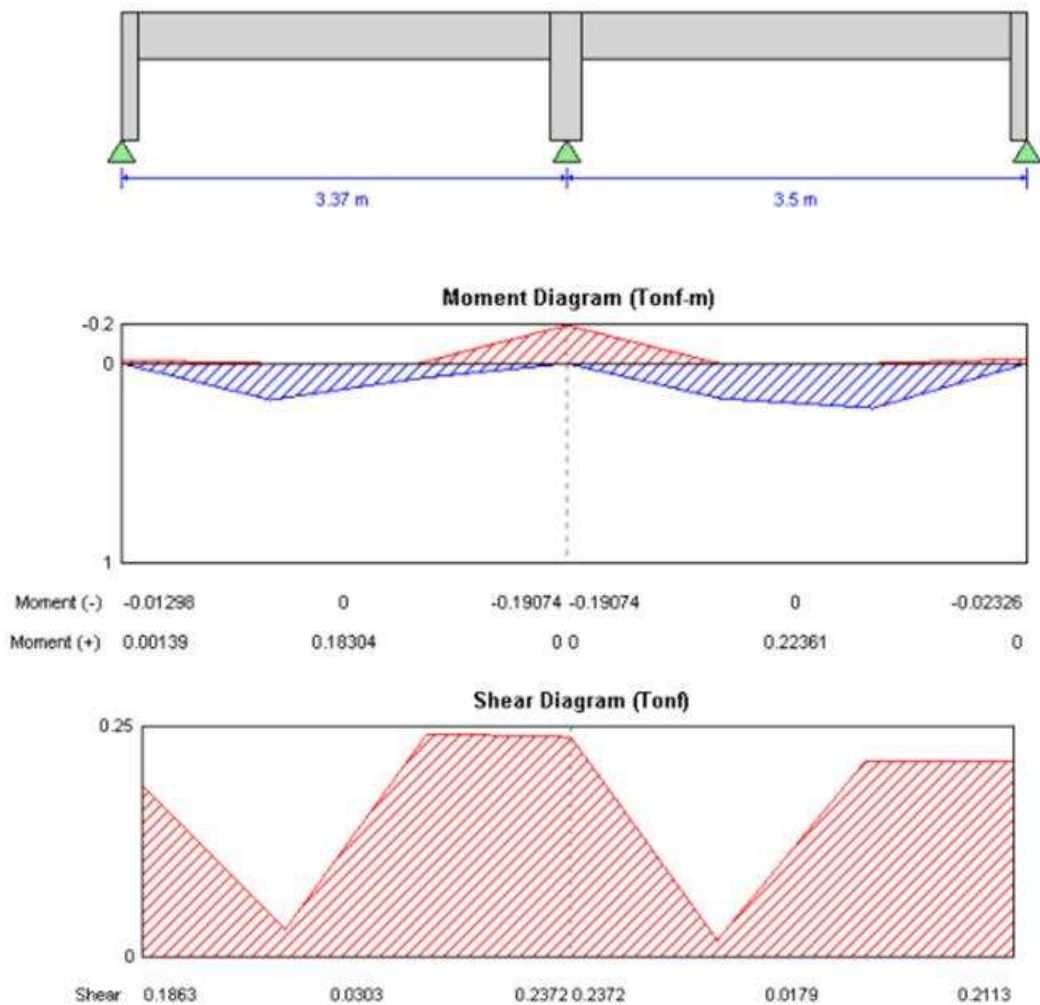 3.37 m 3.5 m
Moment Diagram (Tonf-m)
-0.2
0
1
Moment (-) -0.01298 0 -0.19074 -0.19074 0 -0.02326
Moment (+) 0.00139 0.18304 0 0 0.22361 0
Shear Diagram (Tonf)
0.25
0
Shear 0.1863 0.0303 0.2372 0.2372 0.0179 0.2113